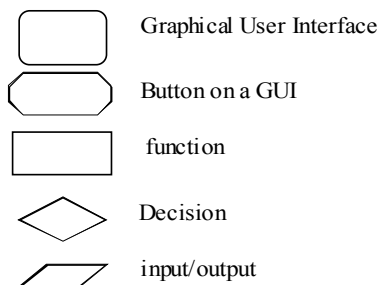 Graphical User Interface
Button on a GUI
function
Decision
input/output